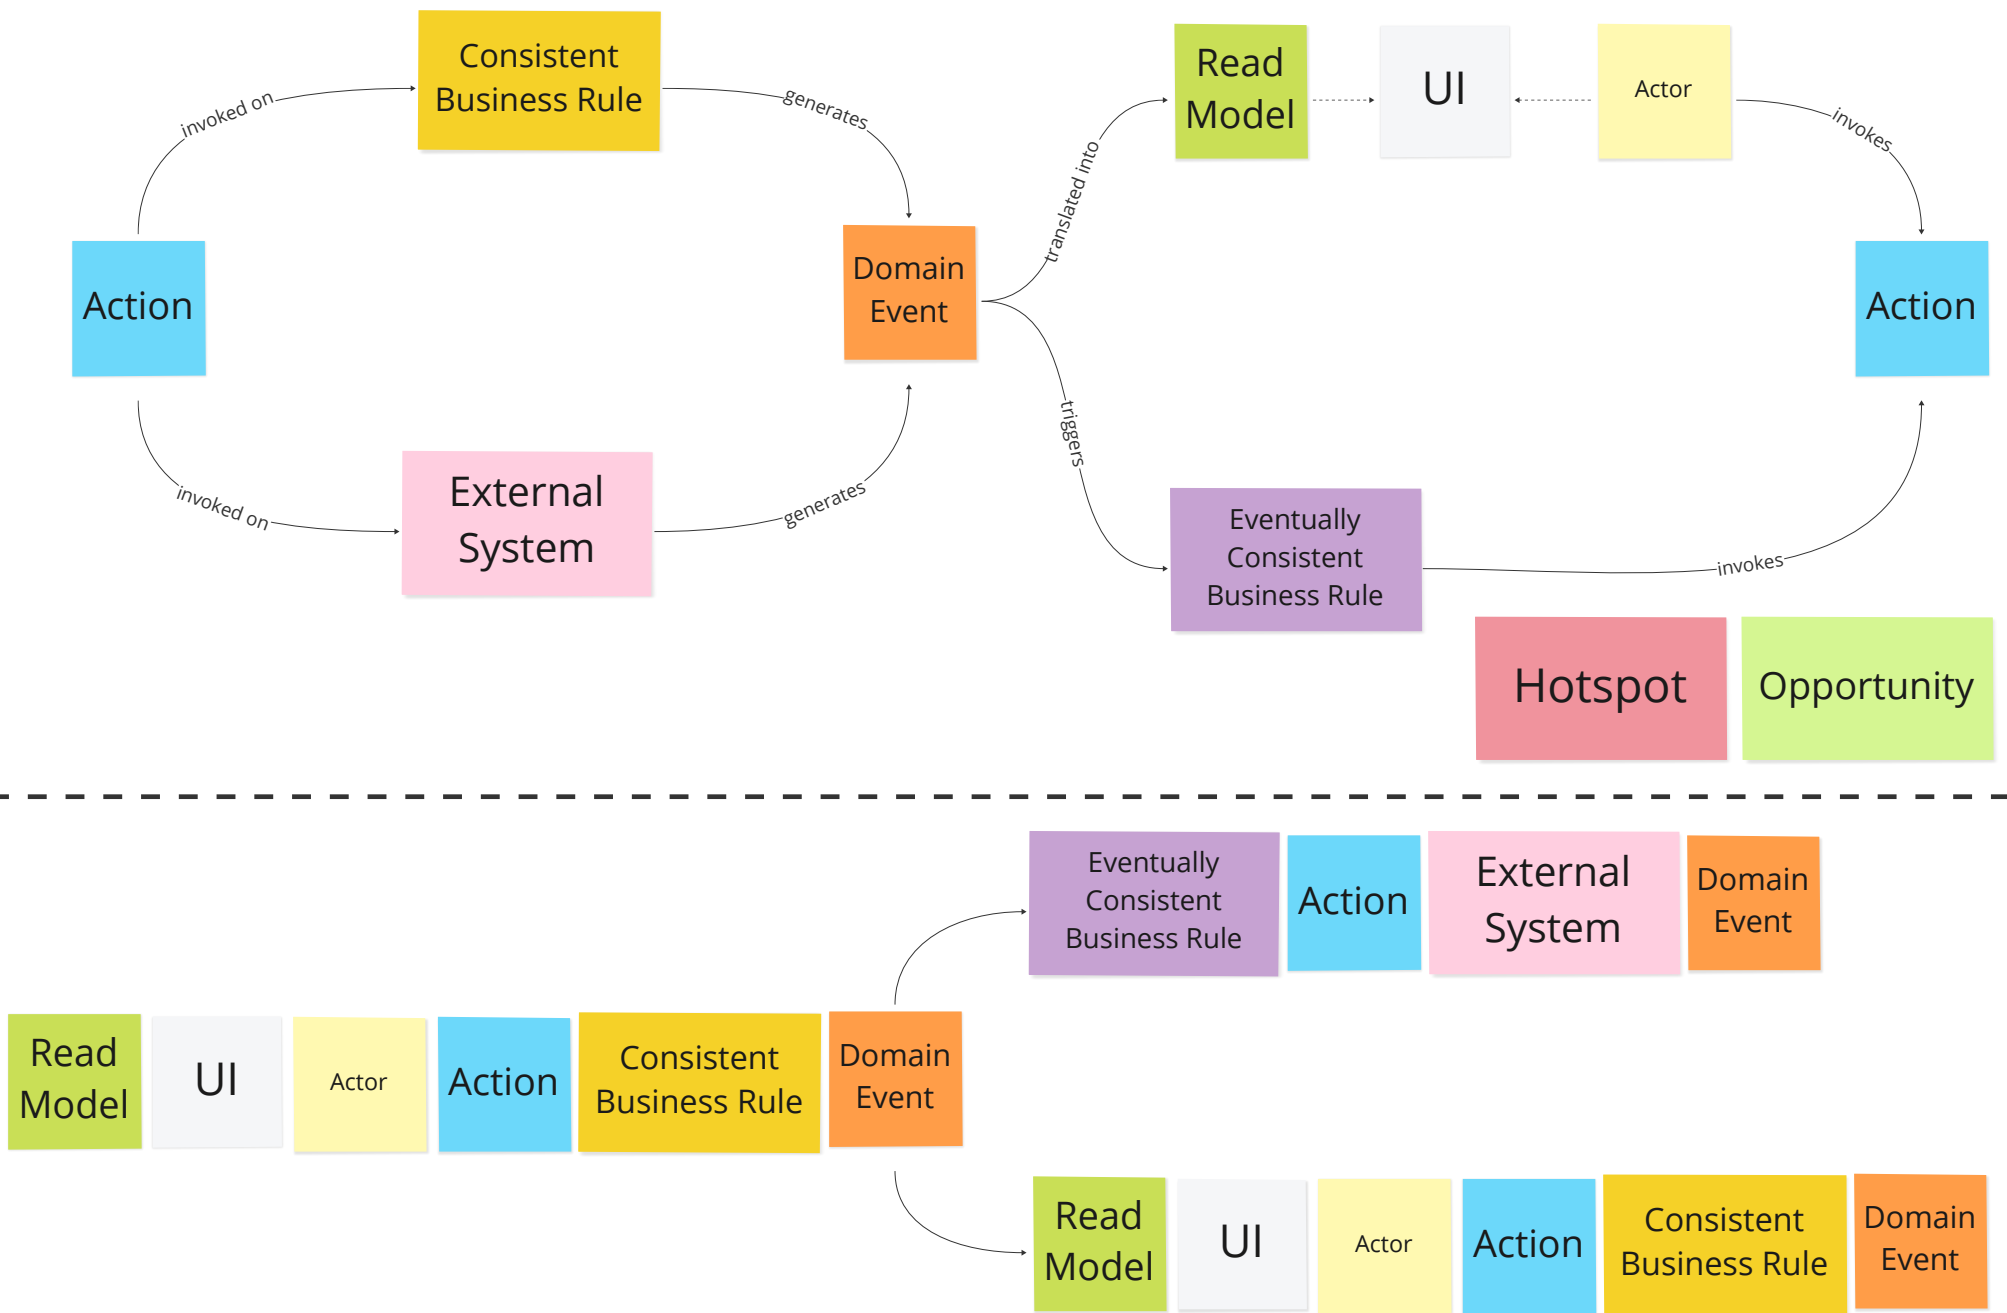 Consistent
Business Rule
invoked on
generates
Action
Domain
Event
External
System
invoked on
generates
translated into
triggers
Read
Model
UI
Actor
invokes
Action
Eventually
Consistent
Business Rule
invokes
Hotspot
Opportunity
Eventually
Consistent
Business Rule
Action
External
System
Domain
Event
Read
Model
UI
Actor
Action
Consistent
Business Rule
Domain
Event
Read
Model
UI
Actor
Action
Consistent
Business Rule
Domain
Event